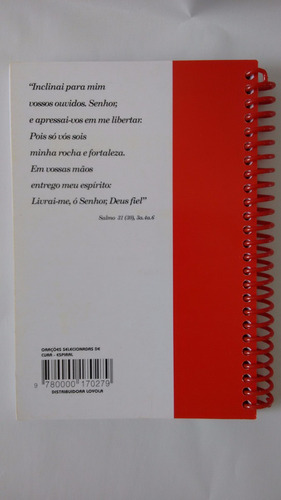 “Inclinai para mim
vossos ouvidos. Senhor,
e apressai-vos em me libertar.
Pois só vós sois
minha rocha e fortaleza.
Em vossas mãos
entrego meu espírito:
Livrai-me, ó Senhor, Deus fiel”
Salmo 31 (30), 3a.4a.6
ORAÇÕES SELECIONADAS DE
CURA - ESPIRAL
9 780000 170279
DISTRIBUIDORA LOYOLA